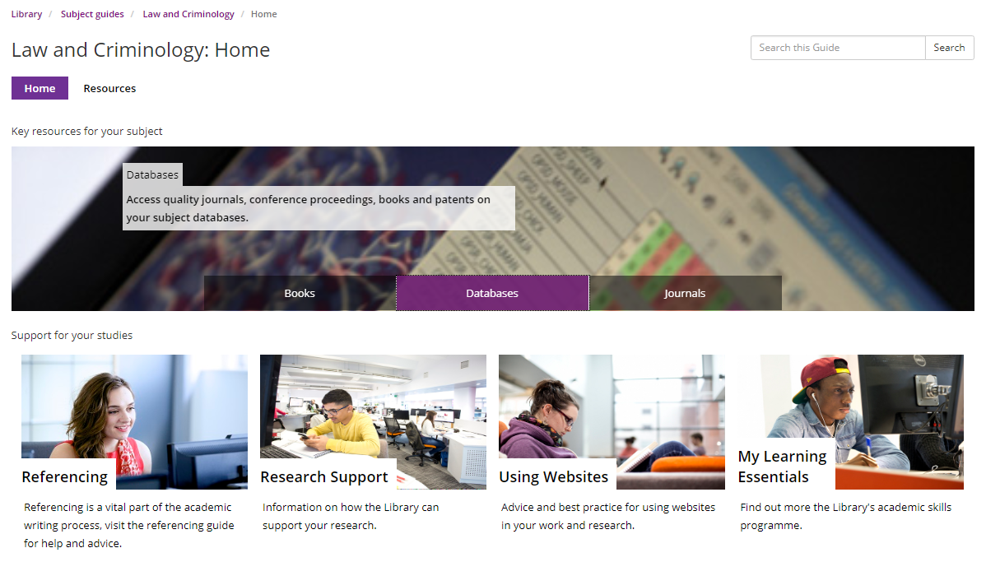 Library / Subject guides / Law and Criminology / Home
Law and Criminology: Home
Search this Guide
Search
Home
Resources
Key resources for your subject
Databases
Access quality journals, conference proceedings, books and patents on
your subject databases.
Books
Databases
Journals
Support for your studies
Referencing
Referencing is a vital part of the academic
writing process, visit the referencing guide
for help and advice.
Research Support
Information on how the Library can
support your research.
Using Websites
Advice and best practice for using websites
in your work and research.
My Learning
Essentials
Find out more the Library's academic skills
programme.